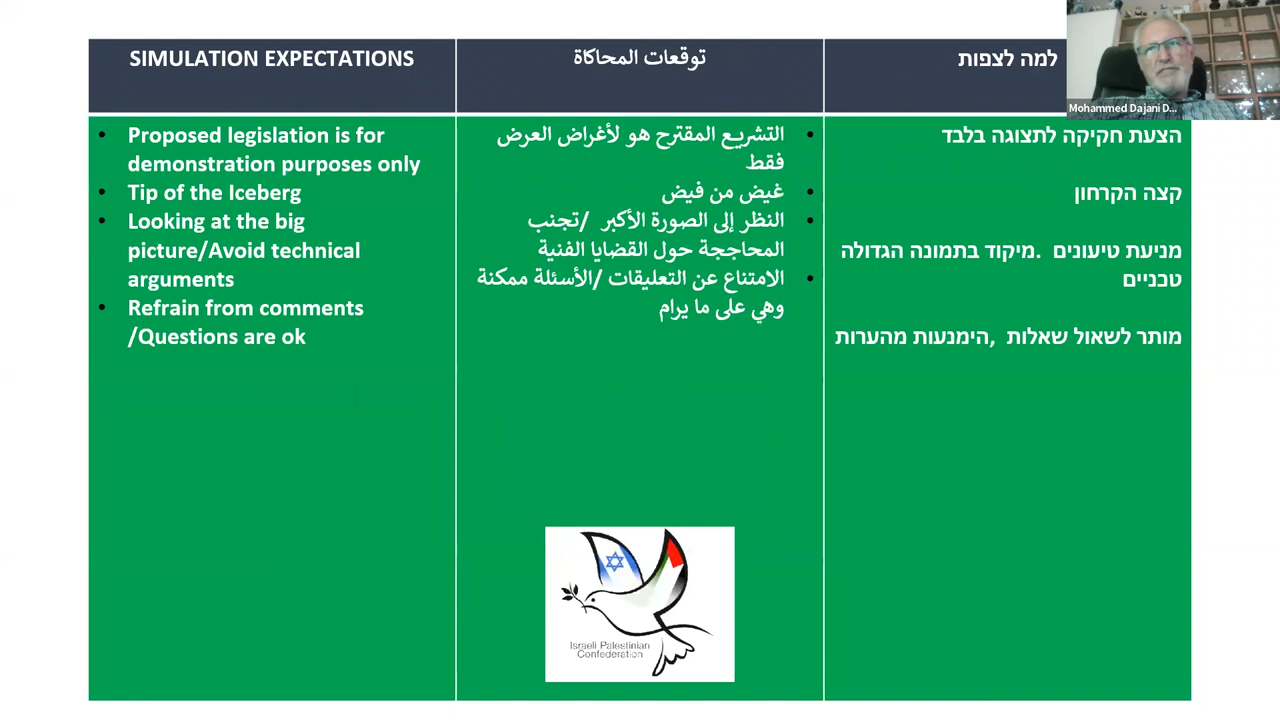 SIMULATION EXPECTATIONS
توقعات المحاكاة
למה לצפות
Mohammed Dajani D...
• Proposed legislation is for
demonstration purposes only
• Tip of the Iceberg
• Looking at the big
picture/Avoid technical
arguments
• Refrain from comments
/Questions are ok
• التشريع المقترح هو لأغراض العرض
فقط
• غيض من فيض
• النظر إلى الصورة الأكبر /تجنب
المحاججة حول القضايا الفنية
• الامتناع عن التعليقات /الأسئلة ممكنة
وهي على ما يرام
הצעת חקיקה לתצוגה בלבד
קצה הקרחון
מניעת טיעונים .מיקוד בתמונה הגדולה
טכניים
מותר לשאול שאלות ,הימנעות מהערות
Israeli Palestinian
Confederation